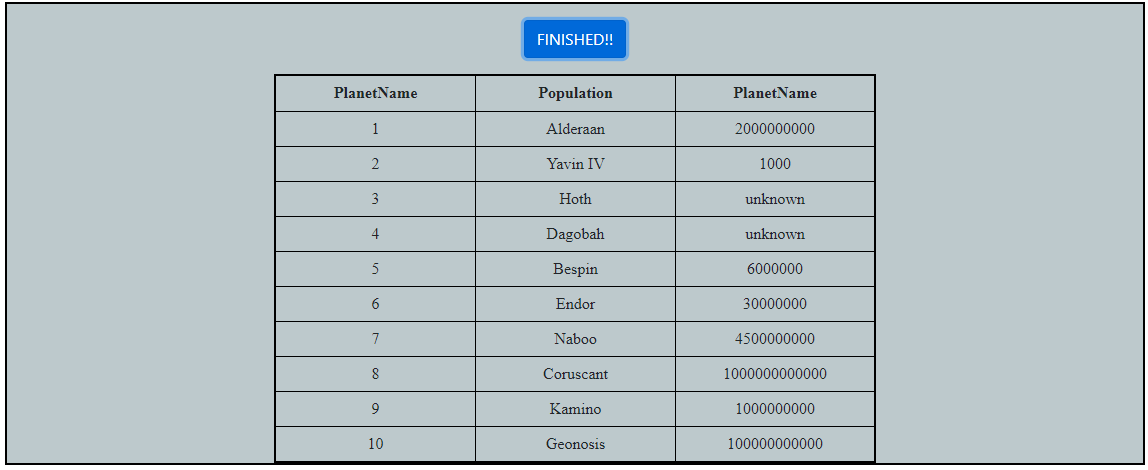 FINISHED!!
PlanetName Population PlanetName
1 Alderaan 2000000000
2 Yavin IV 1000
3 Hoth unknown
4 Dagobah unknown
5 Bespin 6000000
6 Endor 30000000
7 Naboo 4500000000
8 Coruscant 1000000000000
9 Kamino 1000000000
10 Geonosis 100000000000